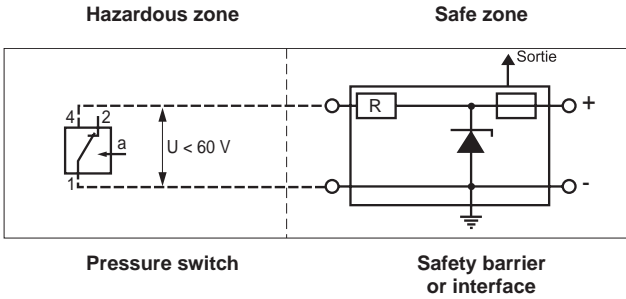 Hazardous zone
Safe zone
Sortie
R
+
4 2
a
U < 60 V
1
-
Pressure switch
Safety barrier
or interface